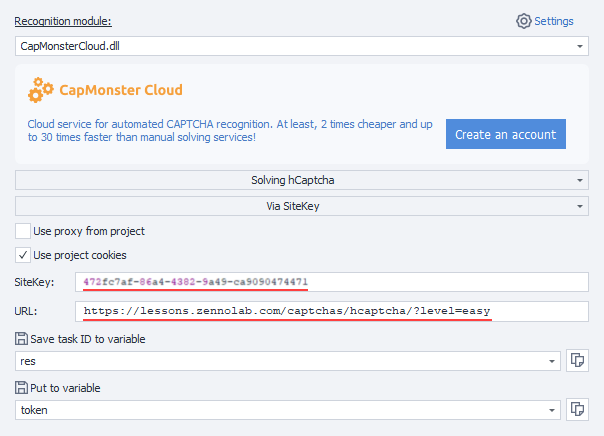 Recognition module:
Settings
CapMonsterCloud.dll
CapMonster Cloud
Cloud service for automated CAPTCHA recognition. At least, 2 times cheaper and up
to 30 times faster than manual solving services!
Create an account
Solving hCaptcha
Via SiteKey
Use proxy from project
Use project cookies
SiteKey:
472fc7af-86a4-4382-9a49-ca9090474471
URL:
https://lessons.zennolab.com/captchas/hcaptcha/?level=easy
Save task ID to variable
res
Put to variable
token